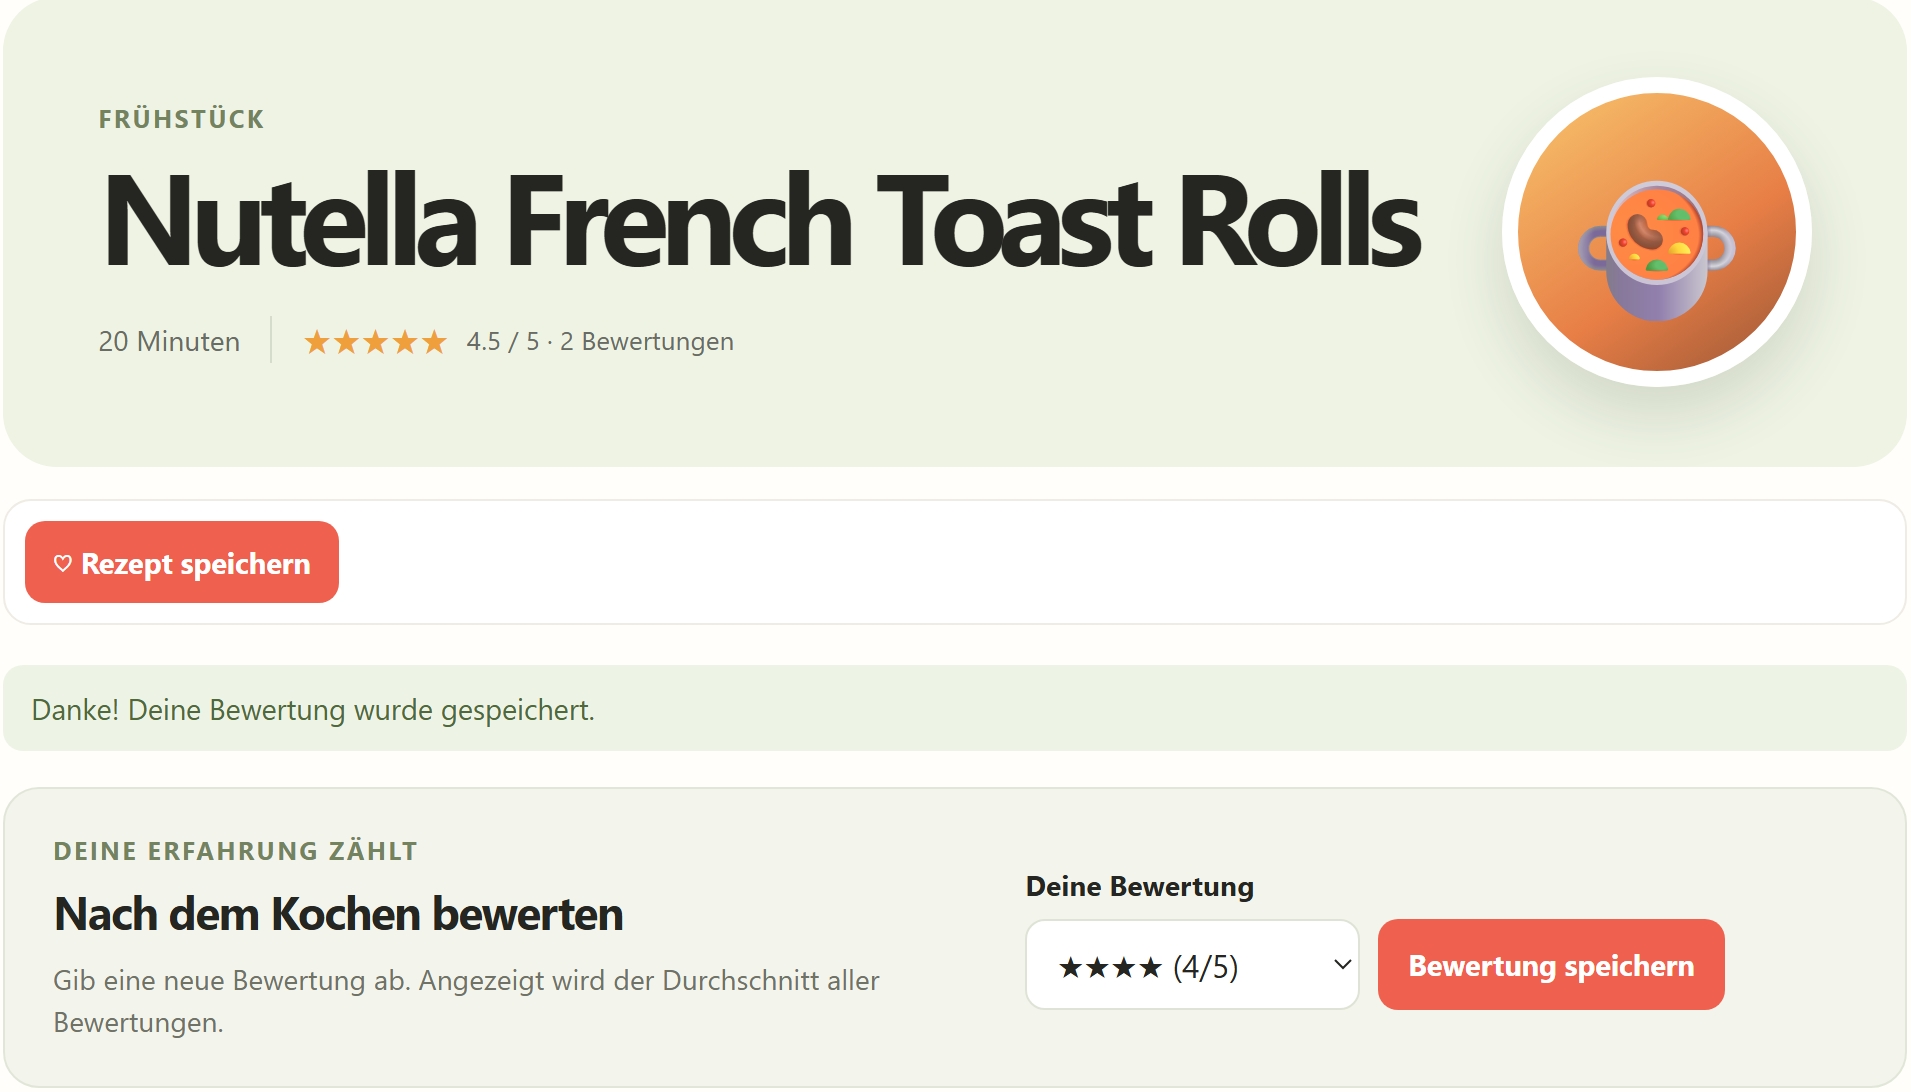 FRÜHSTÜCK
Nutella French Toast Rolls
20 Minuten
★★★★★ 4.5 / 5 · 2 Bewertungen
♡ Rezept speichern
Danke! Deine Bewertung wurde gespeichert.
DEINE ERFAHRUNG ZÄHLT
Nach dem Kochen bewerten
Gib eine neue Bewertung ab. Angezeigt wird der Durchschnitt aller
Bewertungen.
Deine Bewertung
★★★★ (4/5)
Bewertung speichern